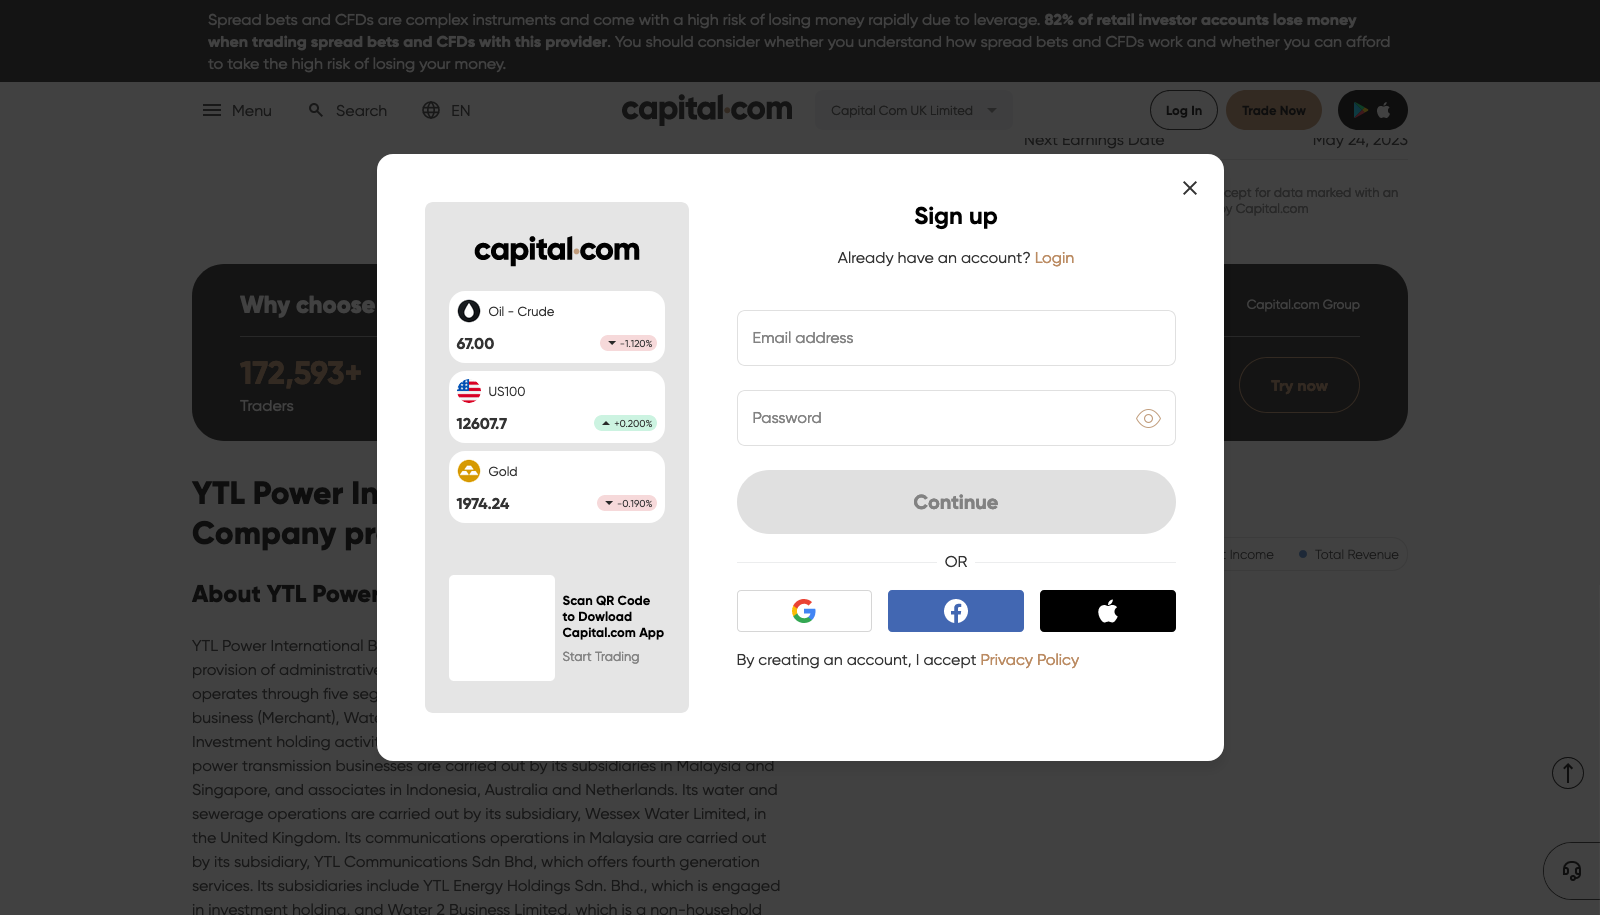 Spread bets and CFDs are complex instruments and come with a high risk of losing money rapidly due to leverage. 82% of retail investor accounts lose money
when trading spread bets and CFDs with this provider. You should consider whether you understand how spread bets and CFDs work and whether you can afford
to take the high risk of losing your money.
Menu
Search
EN
capital.com
Capital Com UK Limited
Log In
Trade Now
Next Earnings Date
May 24, 2023
cept for data marked with an
by Capital.com
Why choose
Capital.com Group
172,593+
Traders
Try now
YTL Power In
Company pr
Income
Total Revenue
About YTL Power
YTL Power International B
provision of administrative
operates through five seg
business (Merchant), Wate
Investment holding activit
power transmission businesses are carried out by its subsidiaries in Malaysia and
Singapore, and associates in Indonesia, Australia and Netherlands. Its water and
sewerage operations are carried out by its subsidiary, Wessex Water Limited, in
the United Kingdom. Its communications operations in Malaysia are carried out
by its subsidiary, YTL Communications Sdn Bhd, which offers fourth generation
services. Its subsidiaries include YTL Energy Holdings Sdn. Bhd., which is engaged
in investment holding, and Water 2 Business Limited, which is a non-household
capital.com
Oil - Crude
67.00
-1.120%
US100
12607.7
+0.200%
Gold
1974.24
-0.190%
Scan QR Code
to Dowload
Capital.com App
Start Trading
Sign up
Already have an account? Login
Email address
Password
Continue
OR
By creating an account, I accept Privacy Policy